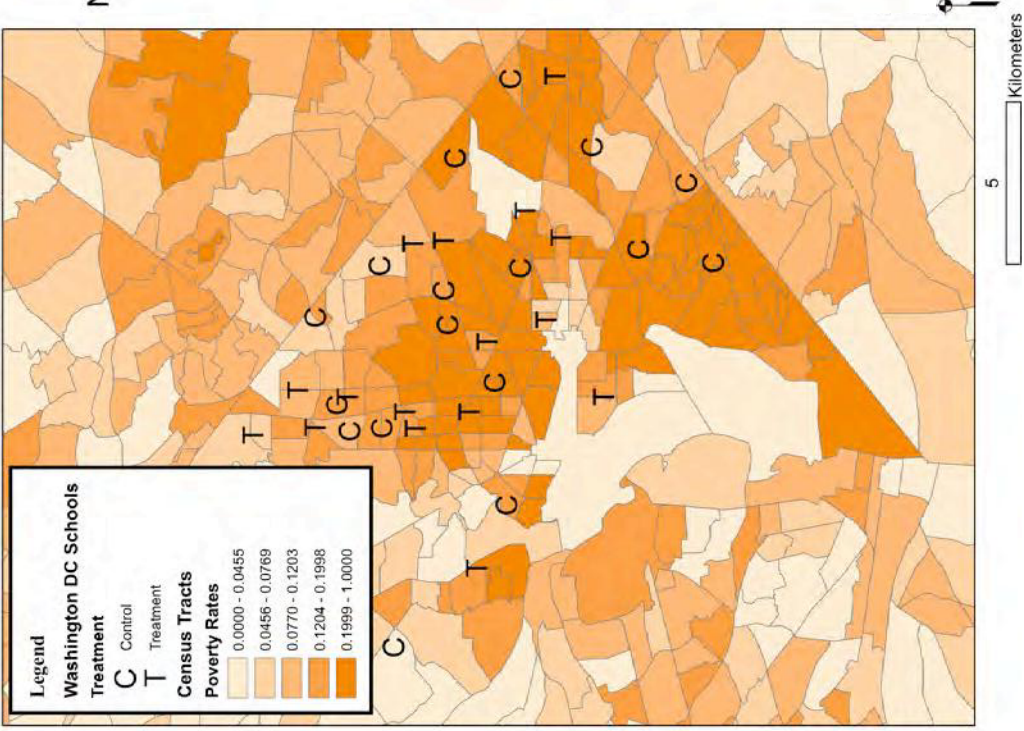 Legend
Washington DC Schools
Treatment
C Control
T Treatment
Census Tracts
Poverty Rates
0.0000 - 0.0455
0.0456 - 0.0769
0.0770 - 0.1203
0.1204 - 0.1998
0.1999 - 1.0000
C
T
C
C
C
T
T
T
T
C
C
C
C
C
C
T
C
T
T
C
T
C
T
G
T
T
T
C
C
T
T
T
C
T
C
5
Kilometers
N